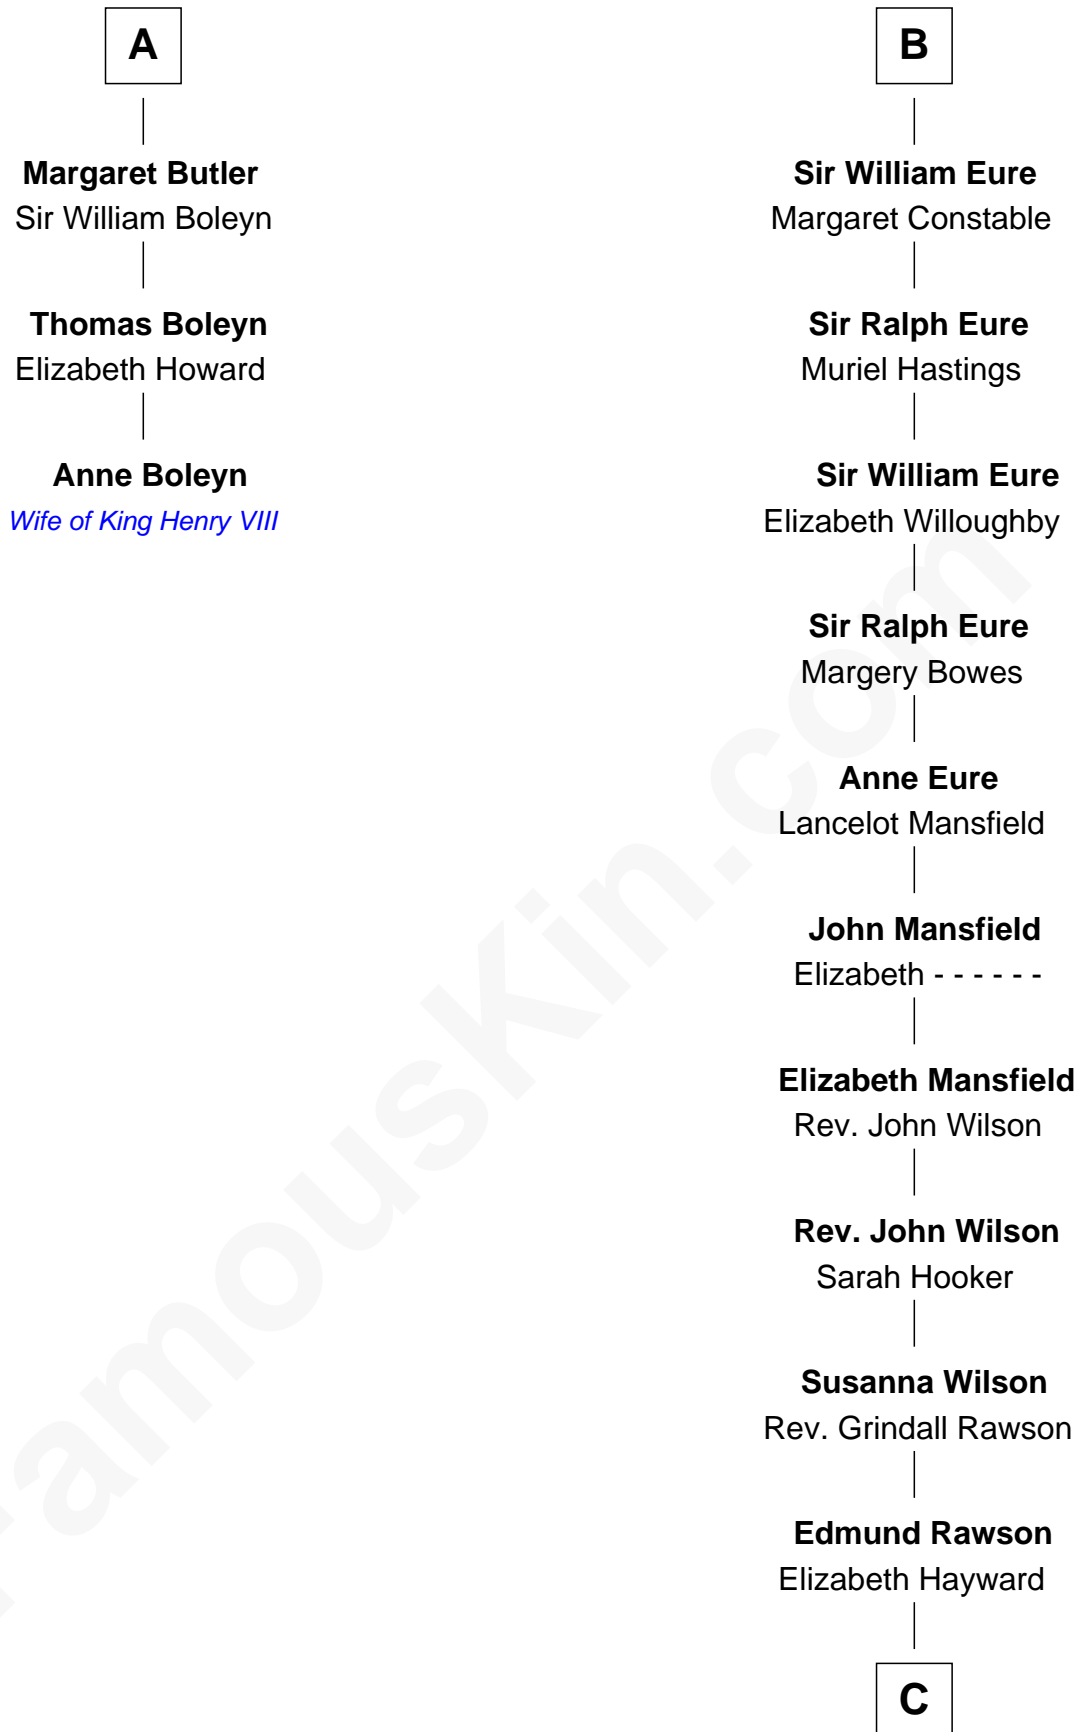 A
Margaret Butler
Sir William Boleyn
Thomas Boleyn
Elizabeth Howard
Anne Boleyn
Wife of King Henry VIII
B
Sir William Eure
Margaret Constable
Sir Ralph Eure
Muriel Hastings
Sir William Eure
Elizabeth Willoughby
Sir Ralph Eure
Margery Bowes
Anne Eure
Lancelot Mansfield
John Mansfield
Elizabeth - - - - - -
Elizabeth Mansfield
Rev. John Wilson
Rev. John Wilson
Sarah Hooker
Susanna Wilson
Rev. Grindall Rawson
Edmund Rawson
Elizabeth Hayward
C
FamousKin.com